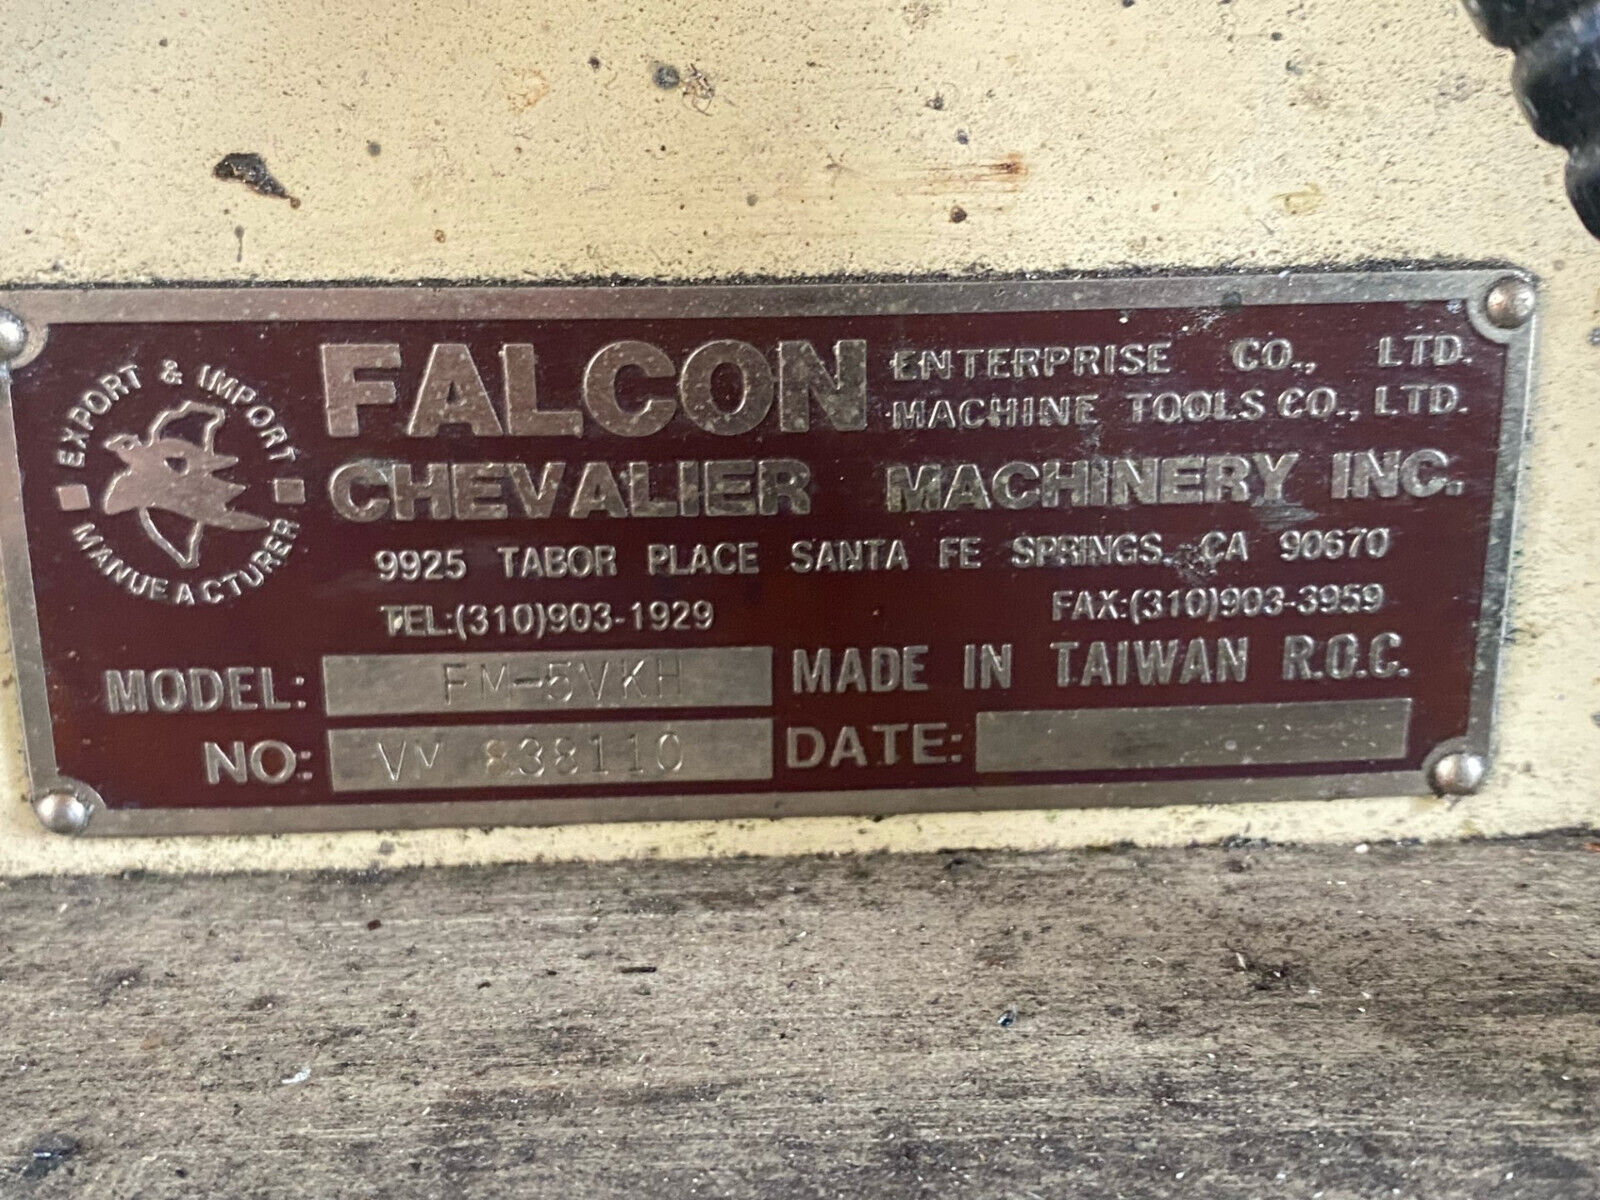 EXPORT & IMPORT
MANUFACTURER
FALCON ENTERPRISE CO., LTD.
MACHINE TOOLS CO., LTD.
CHEVALIER MACHINERY INC.
9925 TABOR PLACE SANTA FE SPRINGS, CA 90670
TEL:(310)903-1929 FAX:(310)903-3959
MODEL: FM-5VKH MADE IN TAIWAN R.O.C.
NO: VV 838110 DATE: